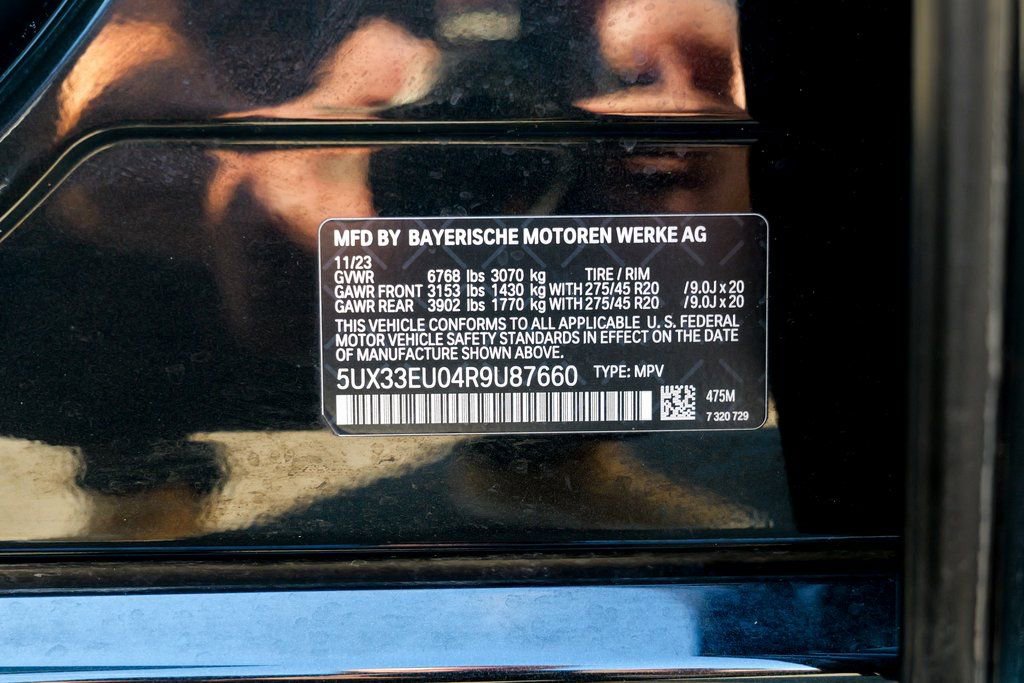 MFD BY BAYERISCHE MOTOREN WERKE AG
11/23
GVWR 6768 lbs 3070 kg TIRE / RIM
GAWR FRONT 3153 lbs 1430 kg WITH 275/45 R20 /9.0J x 20
GAWR REAR 3902 lbs 1770 kg WITH 275/45 R20 /9.0J x 20
THIS VEHICLE CONFORMS TO ALL APPLICABLE U. S. FEDERAL
MOTOR VEHICLE SAFETY STANDARDS IN EFFECT ON THE DATE
OF MANUFACTURE SHOWN ABOVE.
5UX33EU04R9U87660 TYPE: MPV
475M
7 320 729